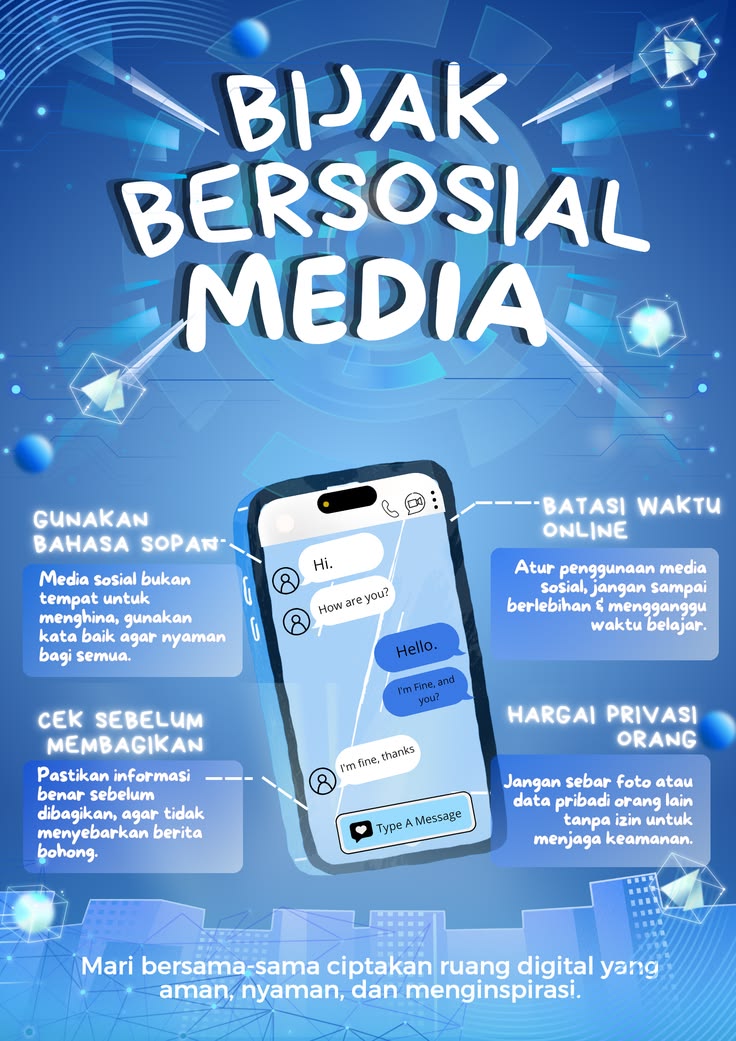 BIJAK
BERSOSIAL
MEDIA
GUNAKAN
BAHASA SOPAN
Media sosial bukan
tempat untuk
menghina, gunakan
kata baik agar nyaman
bagi semua.
BATASI WAKTU
ONLINE
Atur penggunaan media
sosial, jangan sampai
berlebihan & mengganggu
waktu belajar.
Hi.
How are you?
Hello.
I'm Fine, and
you?
I'm fine, thanks
Type A Message
CEK SEBELUM
MEMBAGIKAN
Pastikan informasi
benar sebelum
dibagikan, agar tidak
menyebarkan berita
bohong.
HARGAI PRIVASI
ORANG
Jangan sebar foto atau
data pribadi orang lain
tanpa izin untuk
menjaga keamanan.
Mari bersama-sama ciptakan ruang digital yang
aman, nyaman, dan menginspirasi.